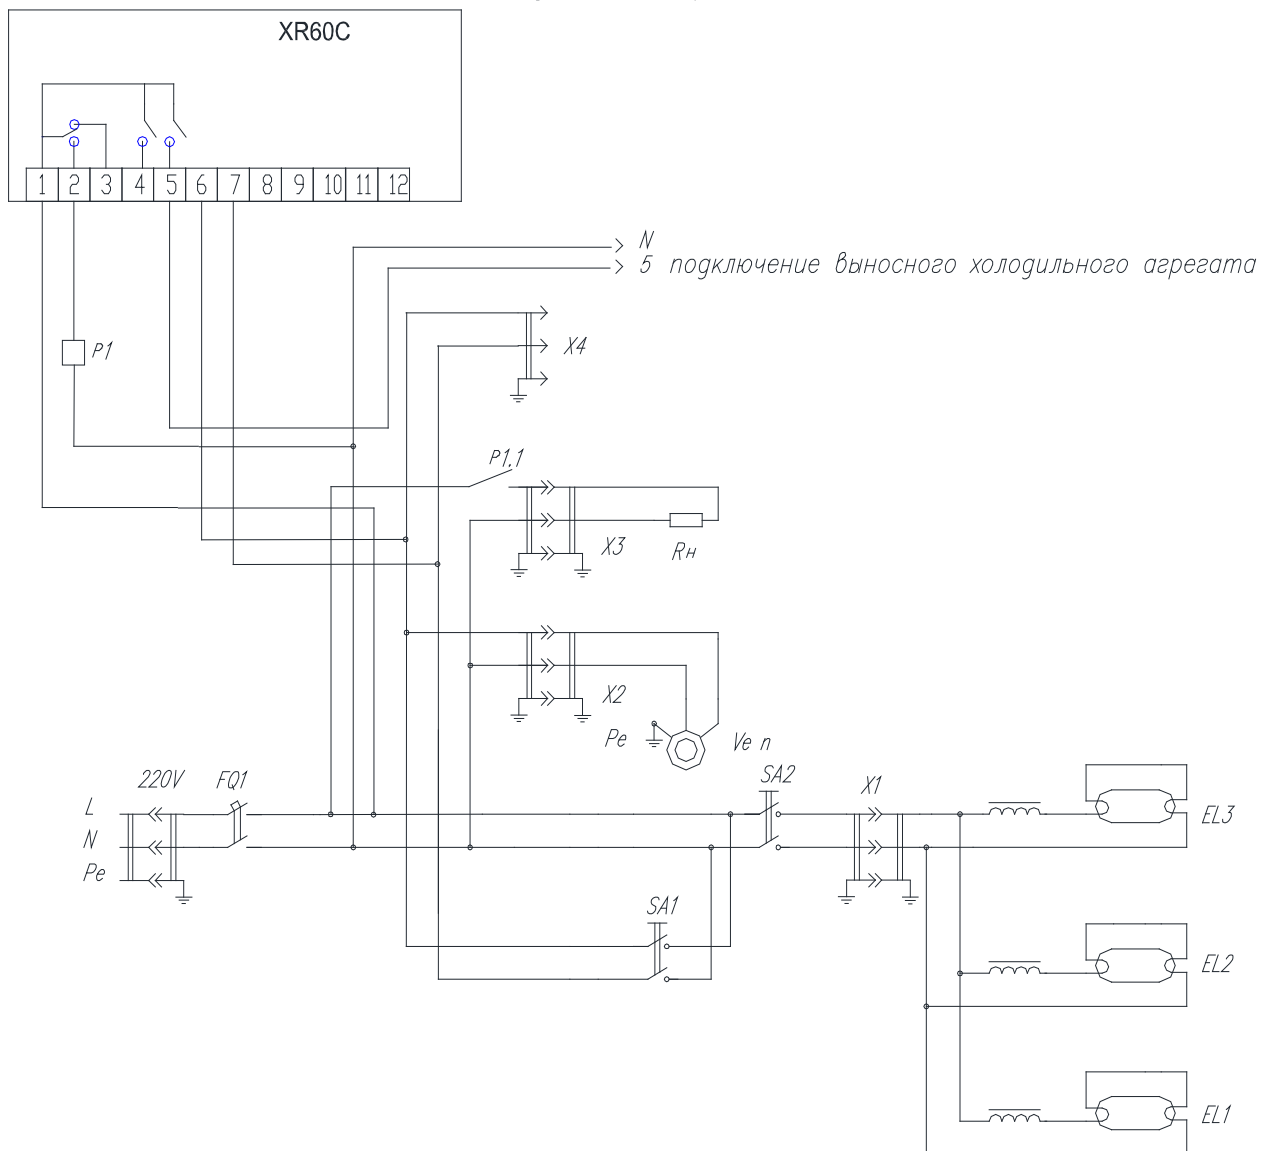 XR60C
1 2 3 4 5 6 7 8 9 10 11 12
N
5 подключение выносного холодильного агрегата
P1
X4
P1.1
X3
Rн
X2
Pe
Ve n
220V
FQ1
SA2
X1
L
N
Pe
EL3
SA1
EL2
EL1